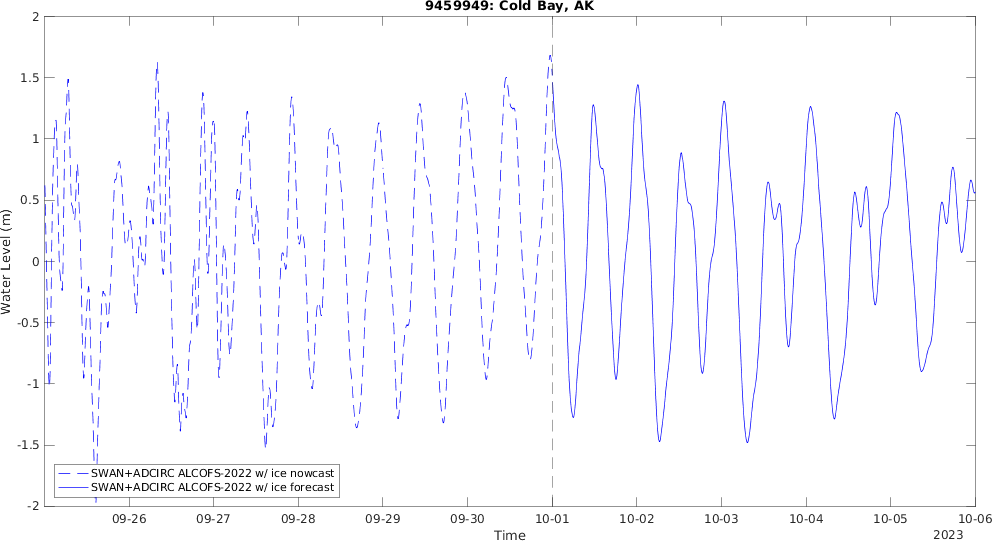 9459949: Cold Bay, AK
2
1.5
1
0.5
0
-0.5
-1
-1.5
-2
Water Level (m)
SWAN+ADCIRC ALCOFS-2022 w/ ice nowcast
SWAN+ADCIRC ALCOFS-2022 w/ ice forecast
09-26 09-27 09-28 09-29 09-30 10-01 10-02 10-03 10-04 10-05 10-06
Time
2023